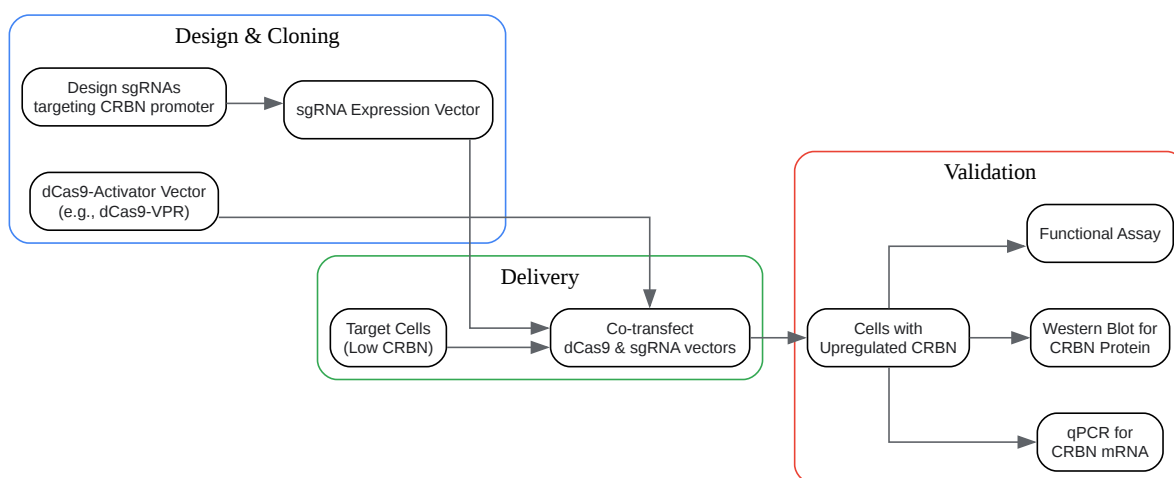 Design & Cloning
Design sgRNAs
targeting CRBN promoter
sgRNA Expression Vector
dCas9-Activator Vector
(e.g., dCas9-VPR)
Delivery
Target Cells
(Low CRBN)
Co-transfect
dCas9 & sgRNA vectors
Validation
Cells with
Upregulated CRBN
Functional Assay
Western Blot for
CRBN Protein
qPCR for
CRBN mRNA